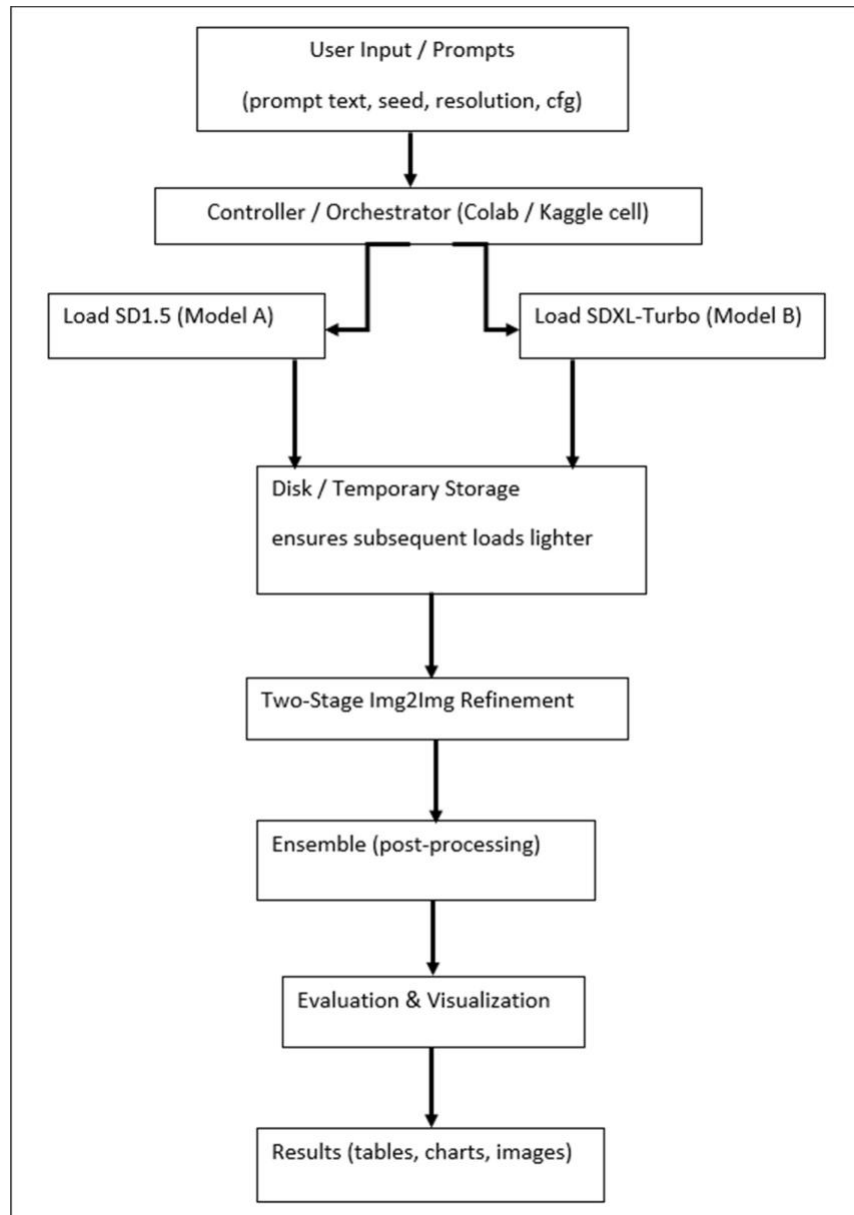 User Input / Prompts
(prompt text, seed, resolution, cfg)
Controller / Orchestrator (Colab / Kaggle cell)
Load SD1.5 (Model A)
Load SDXL-Turbo (Model B)
Disk / Temporary Storage
ensures subsequent loads lighter
Two-Stage Img2Img Refinement
Ensemble (post-processing)
Evaluation & Visualization
Results (tables, charts, images)